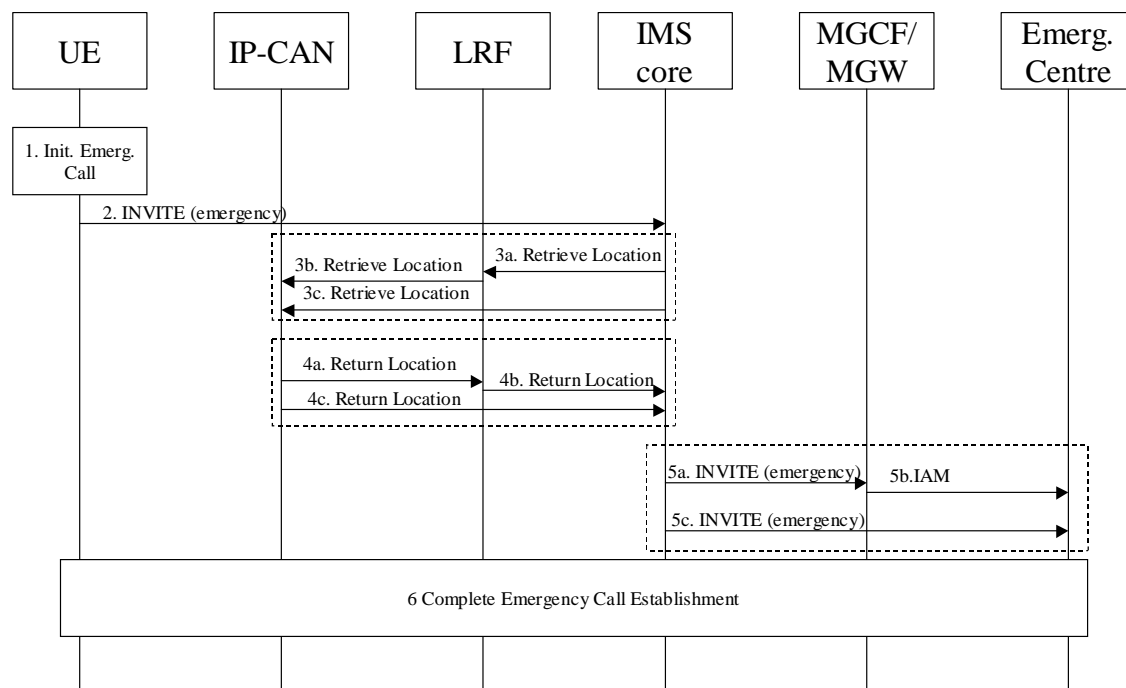 UE
IP-CAN
LRF
IMS
core
MGCF/
MGW
Emerg.
Centre
1. Init. Emerg.
Call
2. INVITE (emergency)
3a. Retrieve Location
3b. Retrieve Location
3c. Retrieve Location
4a. Return Location
4b. Return Location
4c. Return Location
5a. INVITE (emergency)
5b.IAM
5c. INVITE (emergency)
6 Complete Emergency Call Establishment